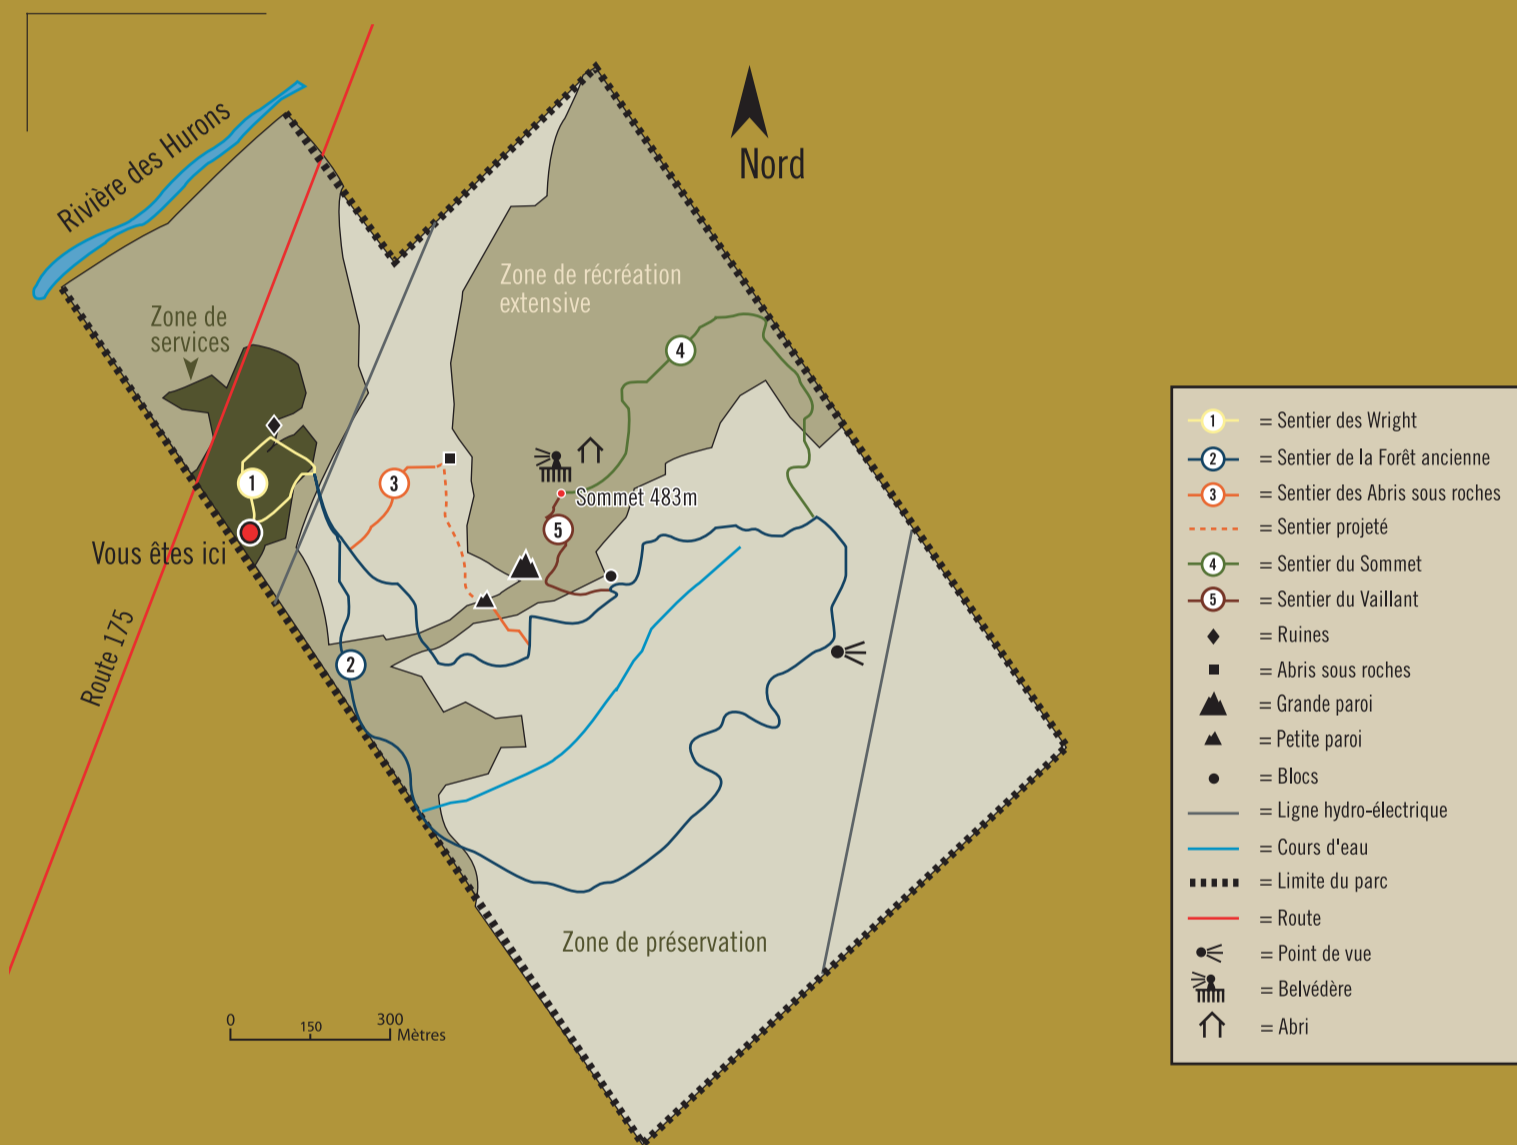 Rivière des Hurons
Nord
Zone de récréation
extensive
Zone de
services
4
1
3
Sommet 483m
5
Vous êtes ici
Route 175
2
Zone de préservation
0
150
300
Mètres
1 = Sentier des Wright
2 = Sentier de la Forêt ancienne
3 = Sentier des Abris sous roches
= Sentier projeté
4 = Sentier du Sommet
5 = Sentier du Vaillant
= Ruines
= Abris sous roches
= Grande paroi
= Petite paroi
= Blocs
= Ligne hydro-électrique
= Cours d'eau
= Limite du parc
= Route
= Point de vue
= Belvédère
= Abri